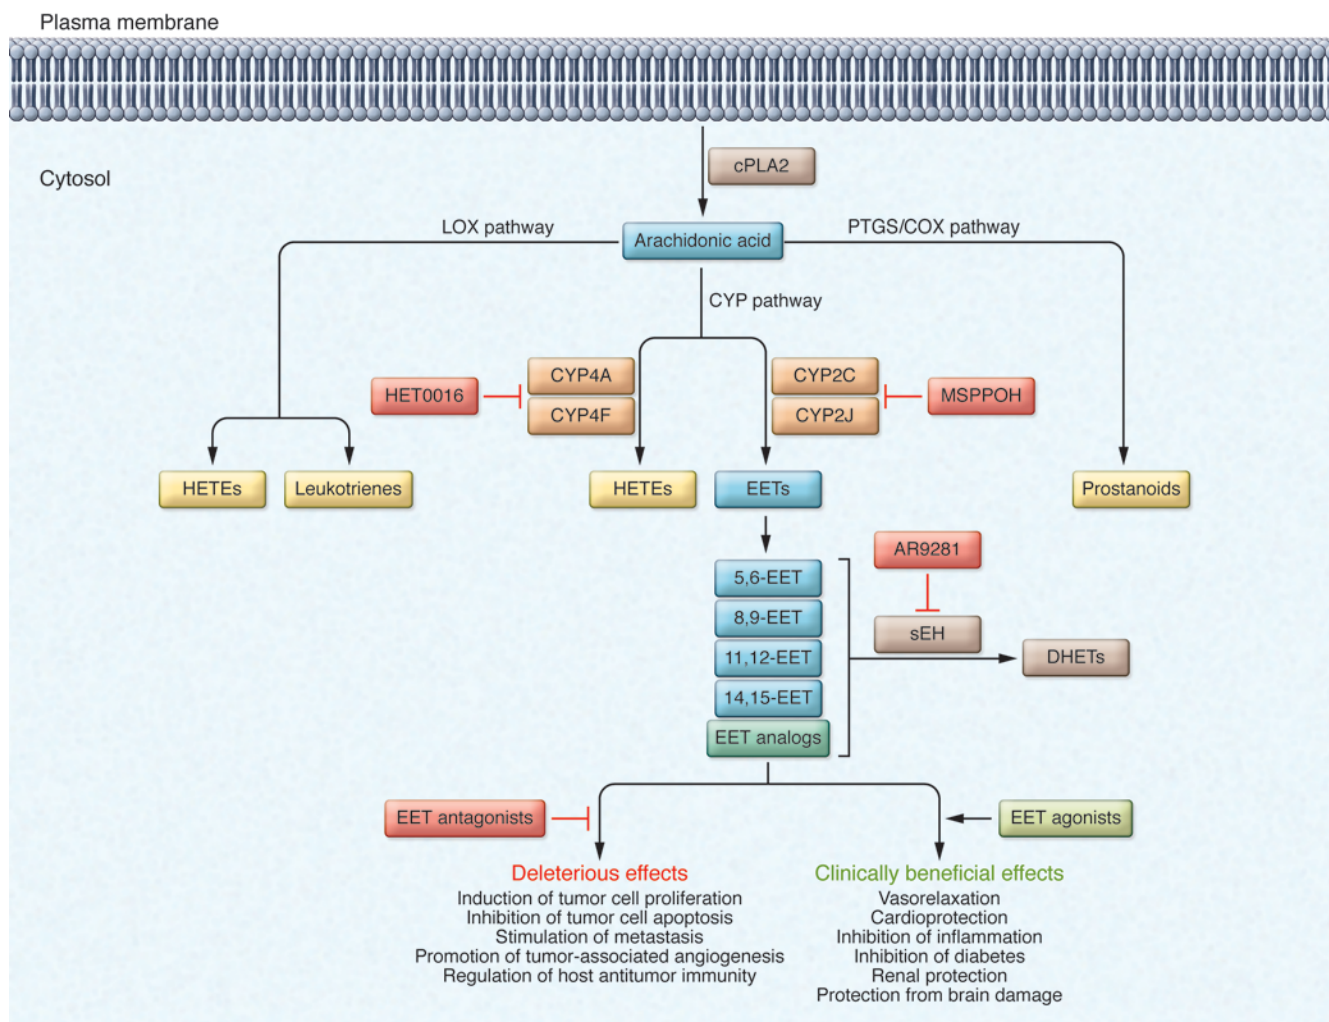 Plasma membrane
cPLA2
Cytosol
LOX pathway
Arachidonic acid
PTGS/COX pathway
CYP pathway
CYP4A
CYP2C
HET0016
MSPPOH
CYP4F
CYP2J
HETEs
Leukotrienes
HETEs
EETs
Prostanoids
AR9281
5,6-EET
8,9-EET
sEH
11,12-EET
DHETs
14,15-EET
EET analogs
EET antagonists
EET agonists
Deleterious effects
Induction of tumor cell proliferation
Inhibition of tumor cell apoptosis
Stimulation of metastasis
Promotion of tumor-associated angiogenesis
Regulation of host antitumor immunity
Clinically beneficial effects
Vasorelaxation
Cardioprotection
Inhibition of inflammation
Inhibition of diabetes
Renal protection
Protection from brain damage